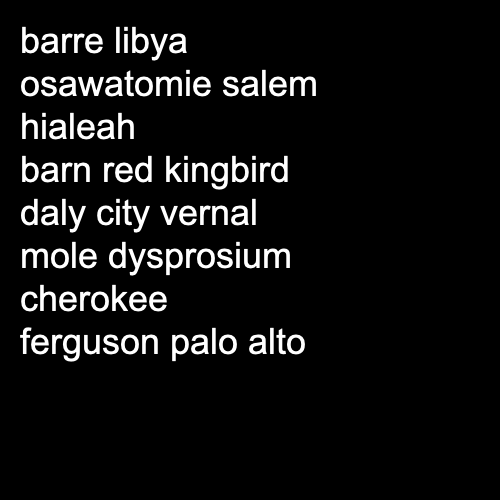 barre libya
osawatomie salem
hialeah
barn red kingbird
daly city vernal
mole dysprosium
cherokee
ferguson palo alto